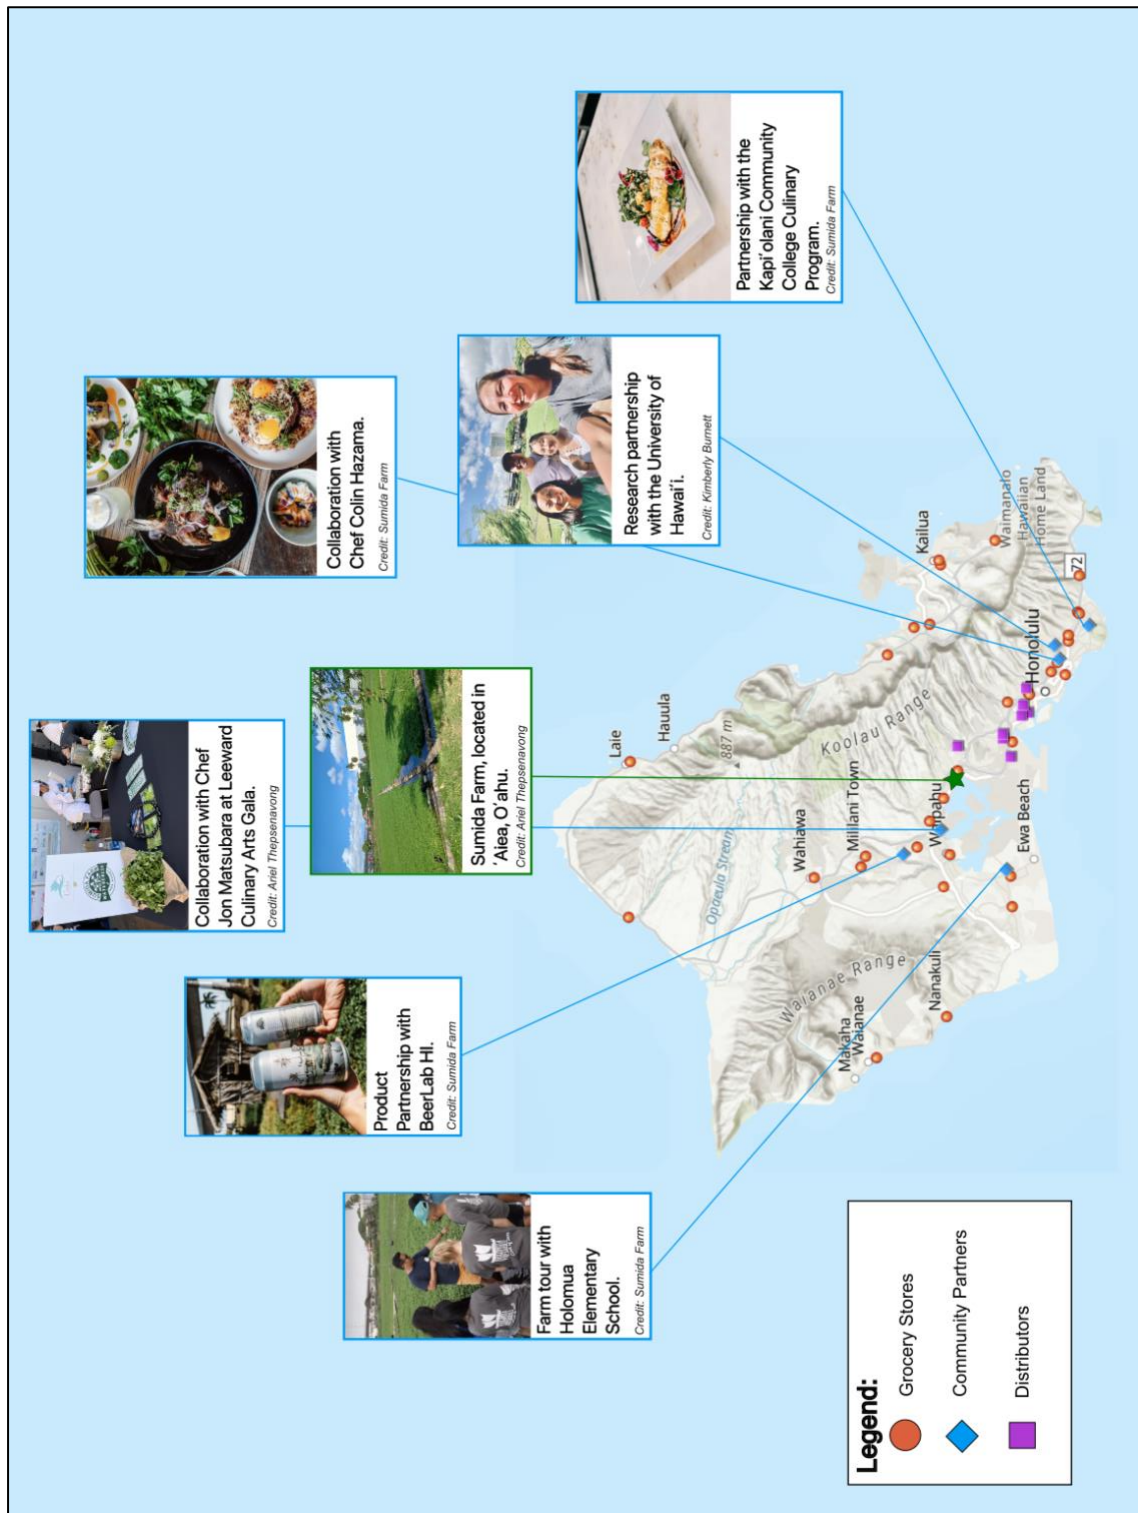 Collaboration with
Chef Colin Hazama.
Credit: Sumida Farm
Collaboration with Chef
Jon Matsubara at Leeward
Culinary Arts Gala.
Credit: Ariel Thepsenavong
Product
Partnership with
BeerLab HI.
Credit: Sumida Farm
Farm tour with
Holomua
Elementary
School.
Credit: Sumida Farm
Sumida Farm, located in
ʻAiea, Oʻahu.
Credit: Ariel Thepsenavong
Research partnership
with the University of
Hawaiʻi.
Credit: Kimberly Burnett
Partnership with the
Kapiʻolani Community
College Culinary
Program.
Credit: Sumida Farm
Laie
Hauula
887 m
Koolau Range
Opaeula Stream
Wahiawa
Mililani Town
Waipahu
Waianae Range
Makaha
Waianae
Nanakuli
Ewa Beach
Honolulu
Kailua
Waimanalo
Hawaiian
Home Land
72
Legend:
Grocery Stores
Community Partners
Distributors